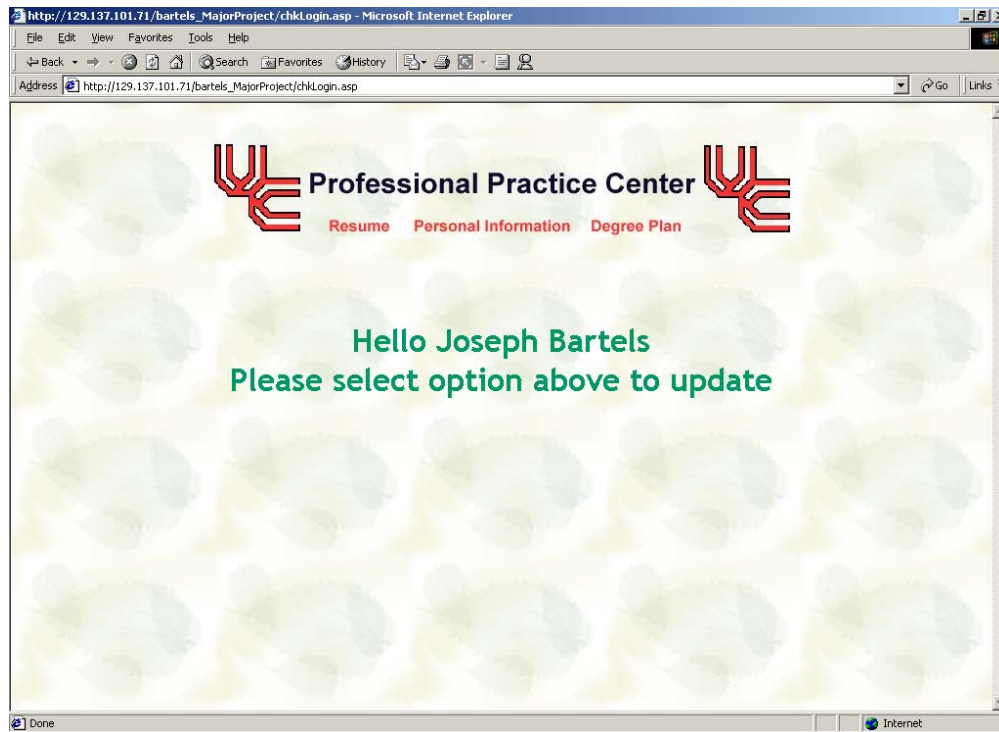 http://129.137.101.71/bartels_MajorProject/chkLogin.asp - Microsoft Internet Explorer
File Edit View Favorites Tools Help
Back Search Favorites History
Address http://129.137.101.71/bartels_MajorProject/chkLogin.asp Go Links
UC Professional Practice Center UC
Resume Personal Information Degree Plan
Hello Joseph Bartels
Please select option above to update
Done Internet